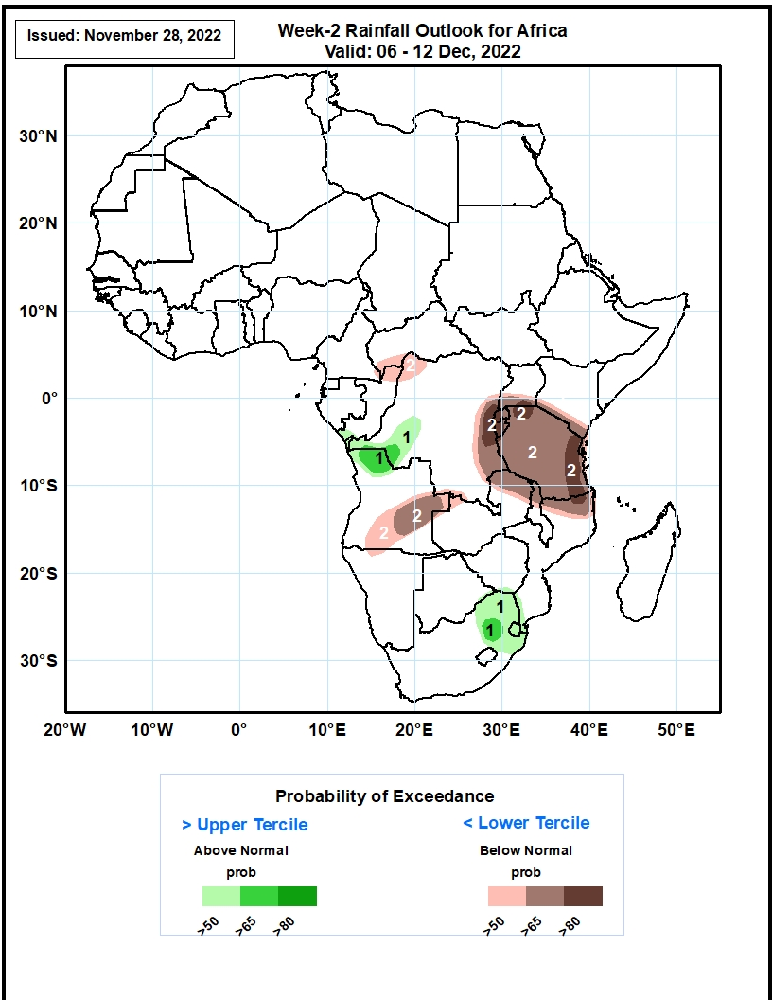 Issued: November 28, 2022
Week-2 Rainfall Outlook for Africa
Valid: 06 - 12 Dec, 2022
30°N
20°N
10°N
0°
10°S
20°S
30°S
2
1
1
2
2
2
2
2
2
1
1
20°W 10°W 0° 10°E 20°E 30°E 40°E 50°E
Probability of Exceedance
> Upper Tercile < Lower Tercile
Above Normal Below Normal
prob prob
>50 >65 >80 >50 >65 >80